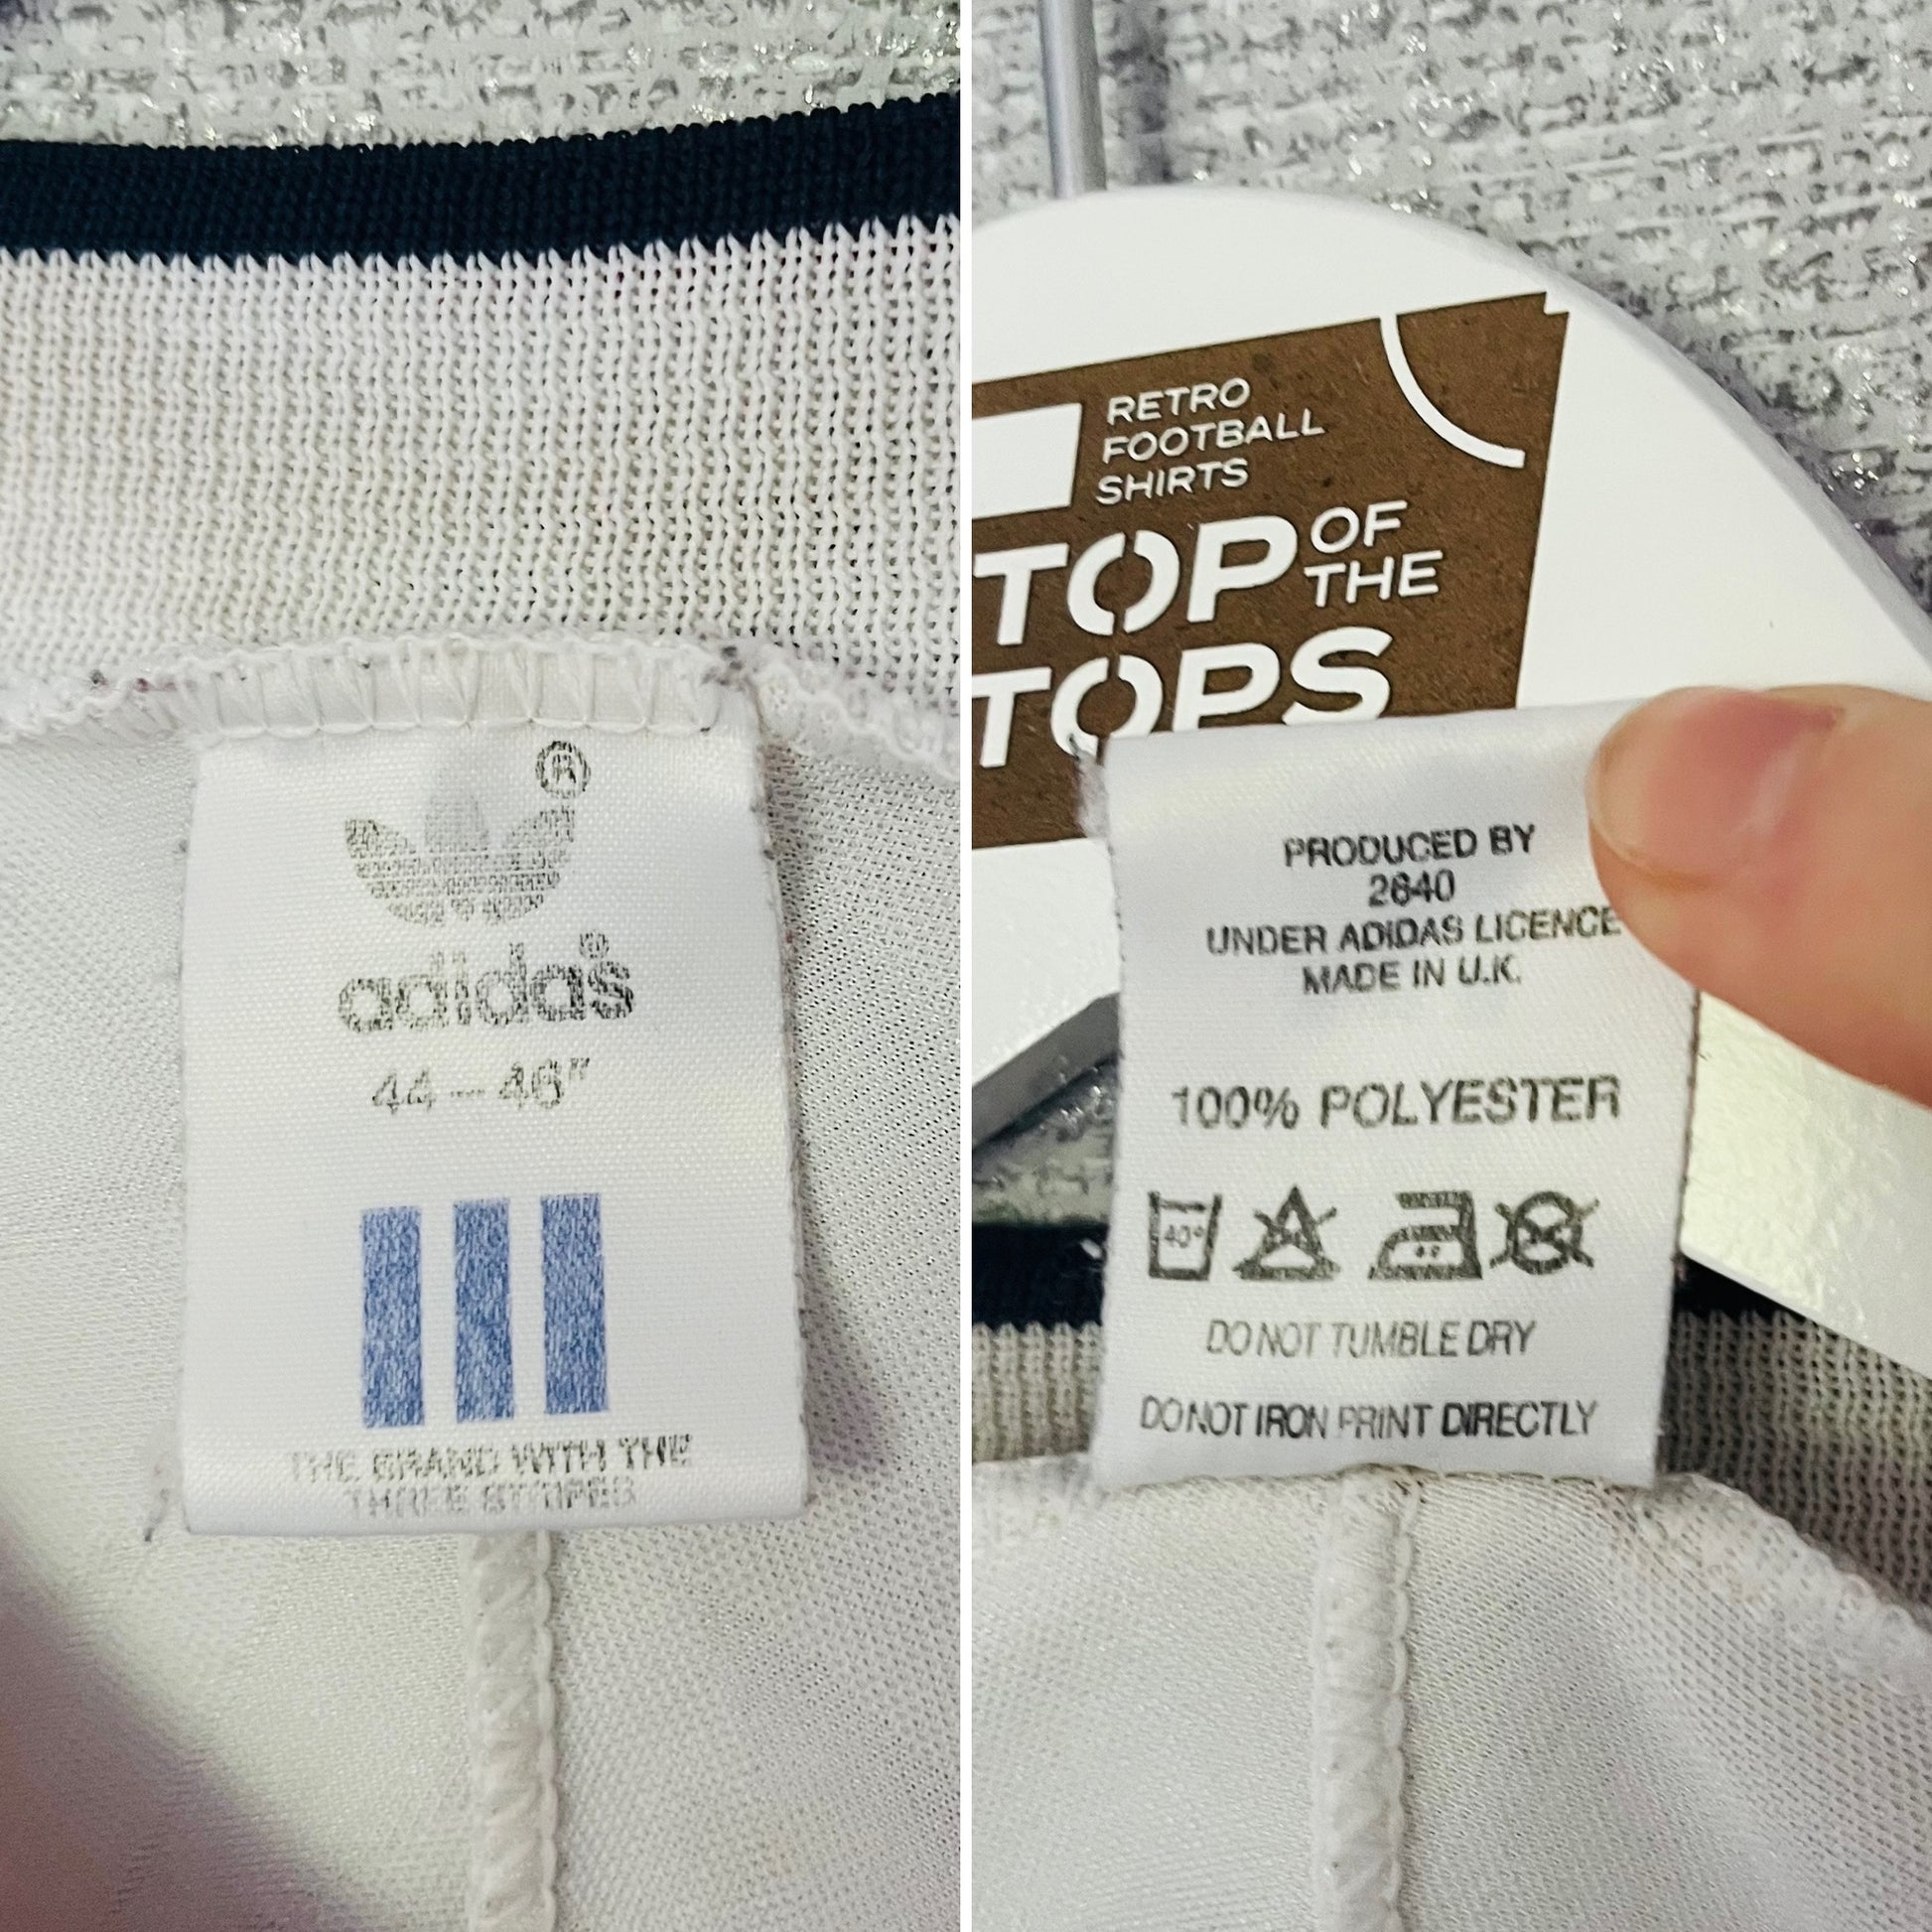 ®
adidas®
44 – 46"
THE BRAND WITH THE
THREE STRIPES
RETRO
FOOTBALL
SHIRTS
TOP OF
THE
TOPS
PRODUCED BY
2640
UNDER ADIDAS LICENCE
MADE IN U.K.
100% POLYESTER
40°
DO NOT TUMBLE DRY
DO NOT IRON PRINT DIRECTLY